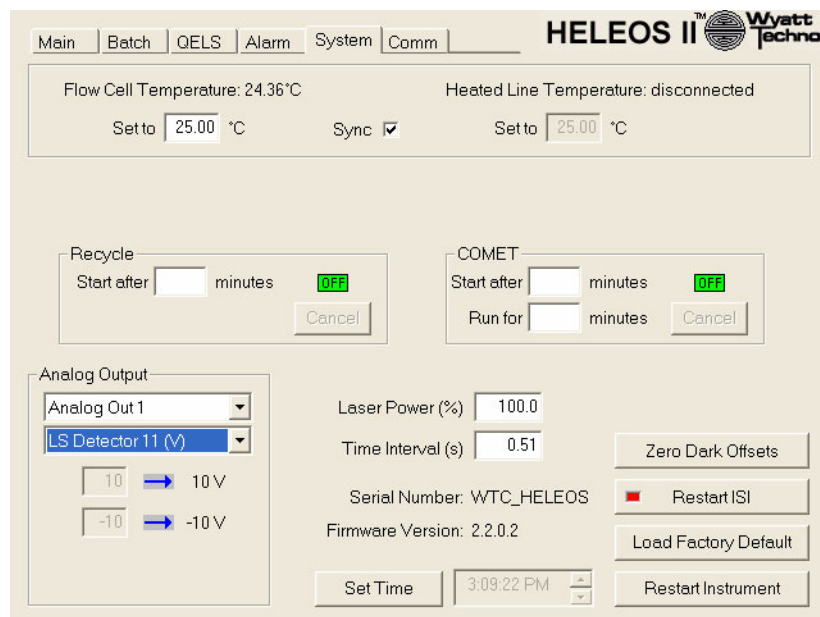 Main Batch QELS Alarm System Comm
HELEOS II™ Wyatt
Flow Cell Temperature: 24.36°C
Set to 25.00 °C
Sync
Heated Line Temperature: disconnected
Set to 25.00 °C
Recycle
Start after minutes OFF
Cancel
COMET
Start after minutes OFF
Run for minutes Cancel
Analog Output
Analog Out 1
LS Detector 11 (V)
10 10 V
-10 -10 V
Laser Power (%) 100.0
Time Interval (s) 0.51
Serial Number: WTC_HELEOS
Firmware Version: 2.2.0.2
Set Time 3:09:22 PM
Zero Dark Offsets
Restart ISI
Load Factory Default
Restart Instrument